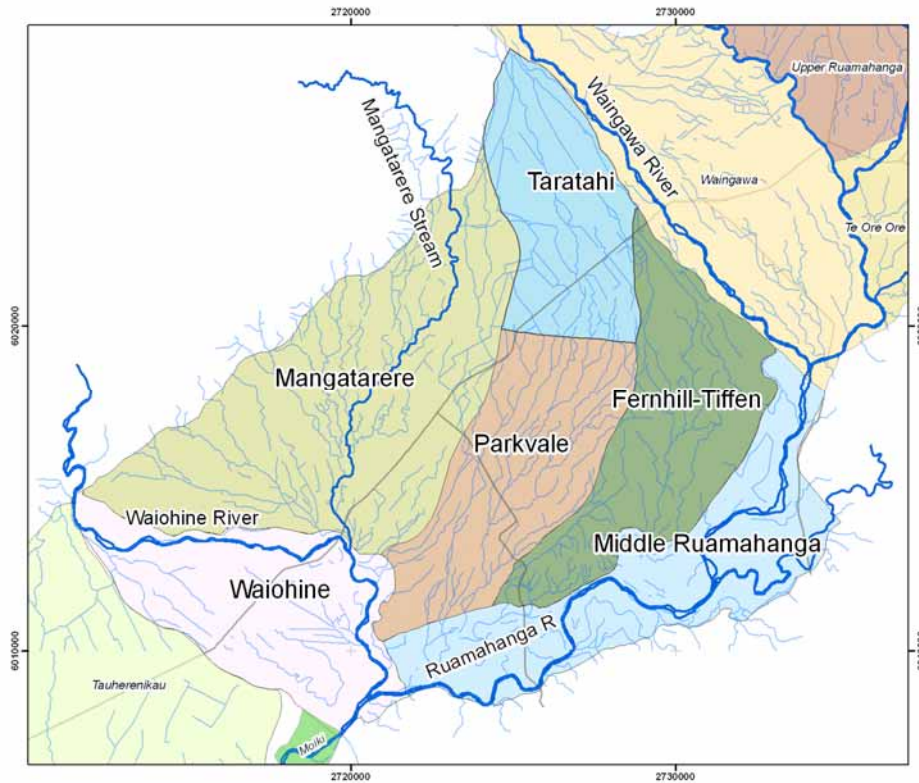 2720000
2730000
Upper Ruamahanga
Waingawa River
Mangatarere Stream
Taratahi
Waingawa
Te Ore Ore
6020000
Mangatarere
Fernhill-Tiffen
Parkvale
Waiohine River
Middle Ruamahanga
Waiohine
Ruamahanga R
6010000
Tauherenikau
Moiki
2720000
2730000